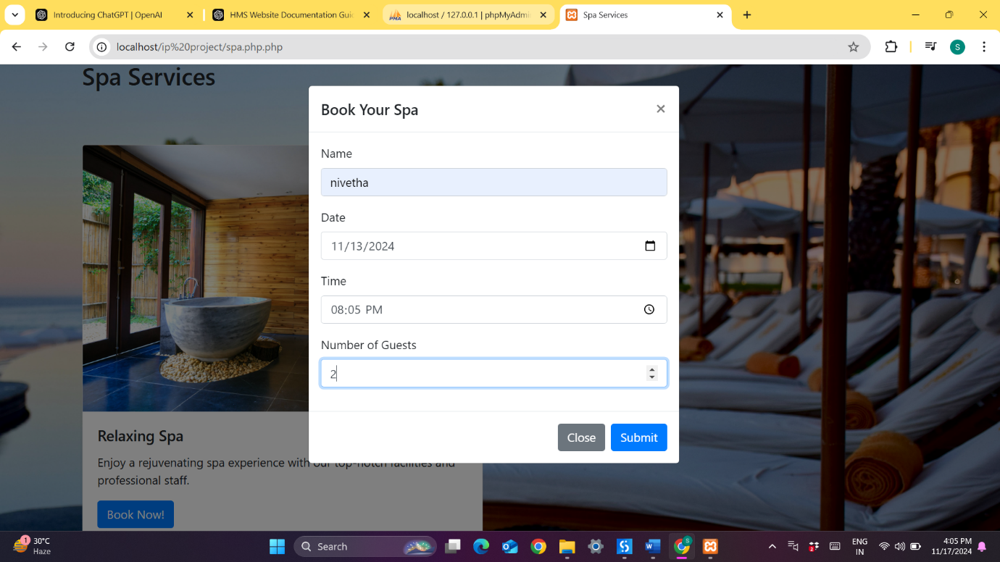 Introducing ChatGPT | OpenAI
HMS Website Documentation Guid
localhost / 127.0.0.1 | phpMyAdmin
Spa Services
localhost/ip%20project/spa.php.php
S
Spa Services
Book Your Spa
Name
nivetha
Date
11/13/2024
Time
08:05 PM
Number of Guests
2
Close
Submit
Relaxing Spa
Enjoy a rejuvenating spa experience with our top-notch facilities and
professional staff.
Book Now!
1
30°C
Haze
Search
ENG
IN
4:05 PM
11/17/2024